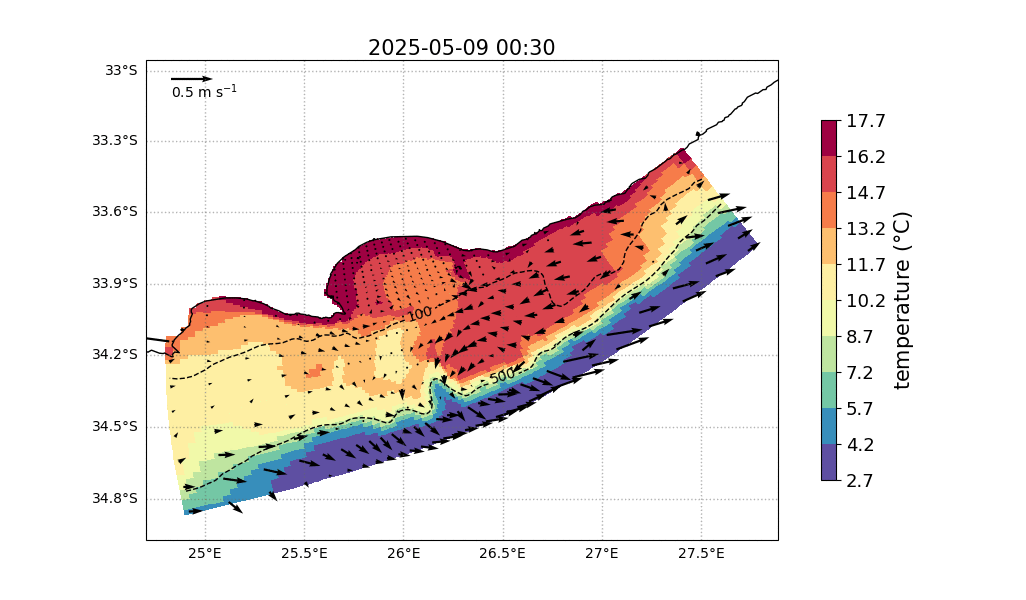 2025-05-09 00:30
33°S
33.3°S
33.6°S
33.9°S
34.2°S
34.5°S
34.8°S
0.5 m s⁻¹
100
500
25°E
25.5°E
26°E
26.5°E
27°E
27.5°E
17.7
16.2
14.7
13.2
11.7
10.2
8.7
7.2
5.7
4.2
2.7
temperature (°C)